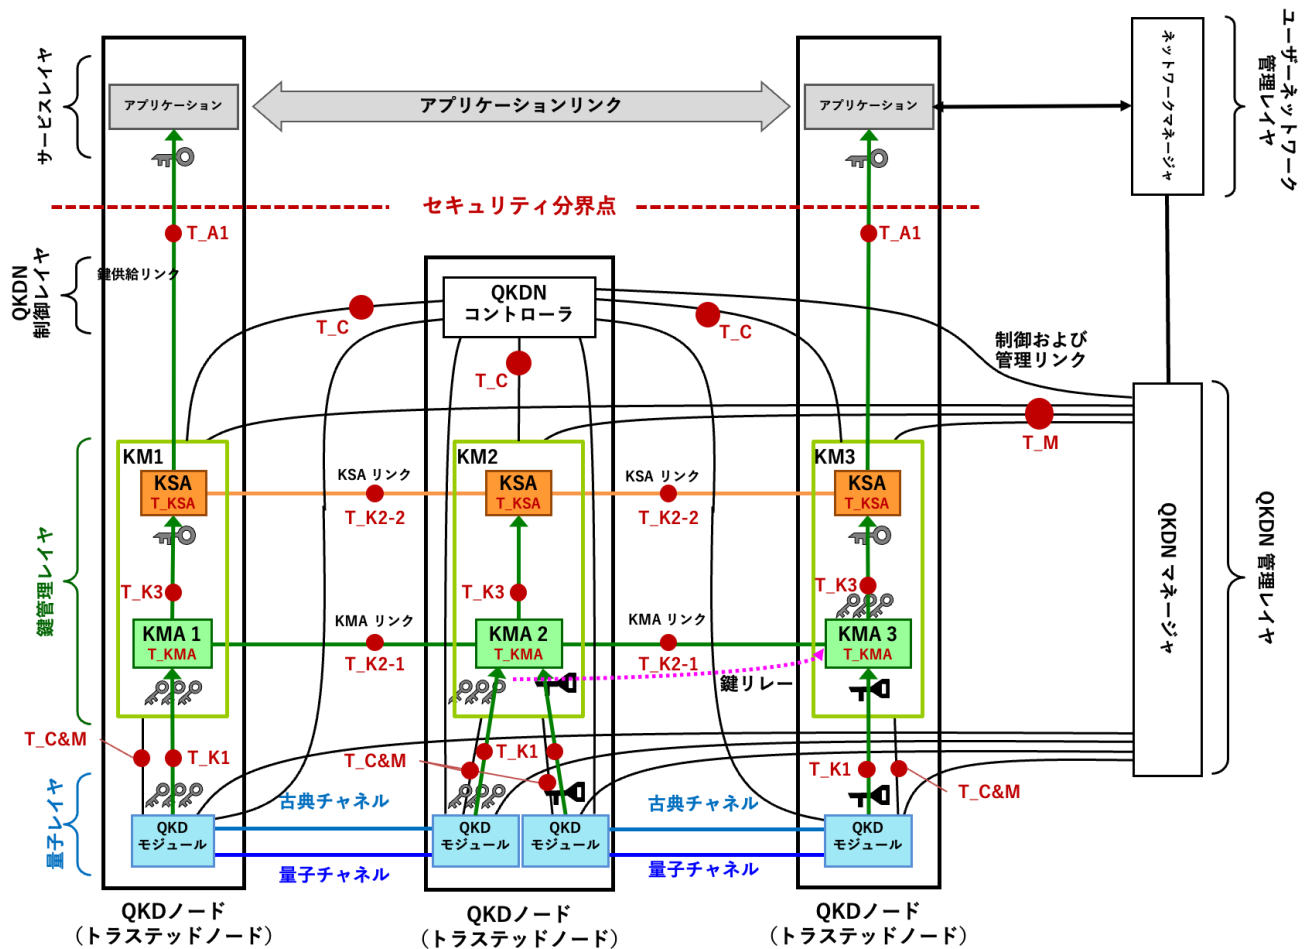 サービスレイヤ
アプリケーション
アプリケーションリンク
アプリケーション
ネットワークマネージャ
ユーザーネットワーク
管理レイヤ
セキュリティ分界点
T_A1
T_A1
QKDN
制御レイヤ
鍵供給リンク
QKDN
コントローラ
T_C
T_C
T_C
制御および
管理リンク
T_M
鍵管理レイヤ
KM1
KSA
T_KSA
KSA リンク
T_K2-2
KM2
KSA
T_KSA
KSA リンク
T_K2-2
KM3
KSA
T_KSA
T_K3
T_K3
T_K3
KMA 1
T_KMA
KMA リンク
T_K2-1
KMA 2
T_KMA
KMA リンク
T_K2-1
KMA 3
T_KMA
鍵リレー
QKDN マネージャ
QKDN 管理レイヤ
T_C&M
T_K1
T_C&M
T_K1
T_K1
T_C&M
量子レイヤ
QKD
モジュール
古典チャネル
量子チャネル
QKD
モジュール
QKD
モジュール
古典チャネル
量子チャネル
QKD
モジュール
QKDノード
（トラステッドノード）
QKDノード
（トラステッドノード）
QKDノード
（トラステッドノード）